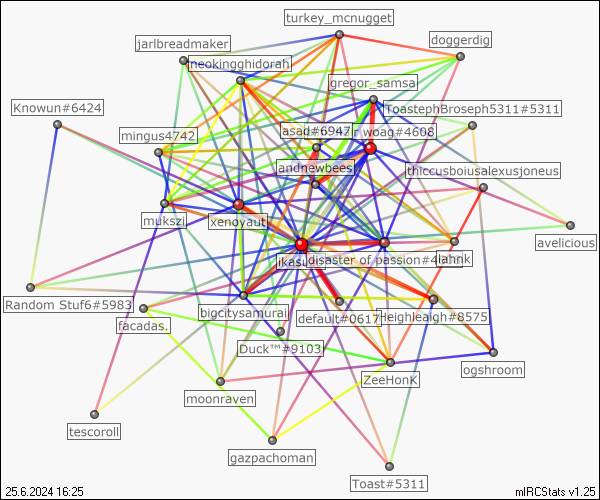 turkey_mcnugget
jarlbreadmaker
doggerdig
neokingghidorah
gregor_samsa
Knowun#6424
ToastephBroseph5311#5311
mingus4742
asad#6947
woag#4608
andnewbees
thiccusboiusalexusjoneus
mukszi
xenoyaut
avelicious
disaster of passion
Random Stuf6#5983
bigcitysamurai
default#0617
Heighleaigh#8575
facadas.
Duck™#9103
ogshroom
ZeeHonK
moonraven
tescoroll
gazpachoman
Toast#5311
25.6.2024 16:25
mIRCStats v1.25